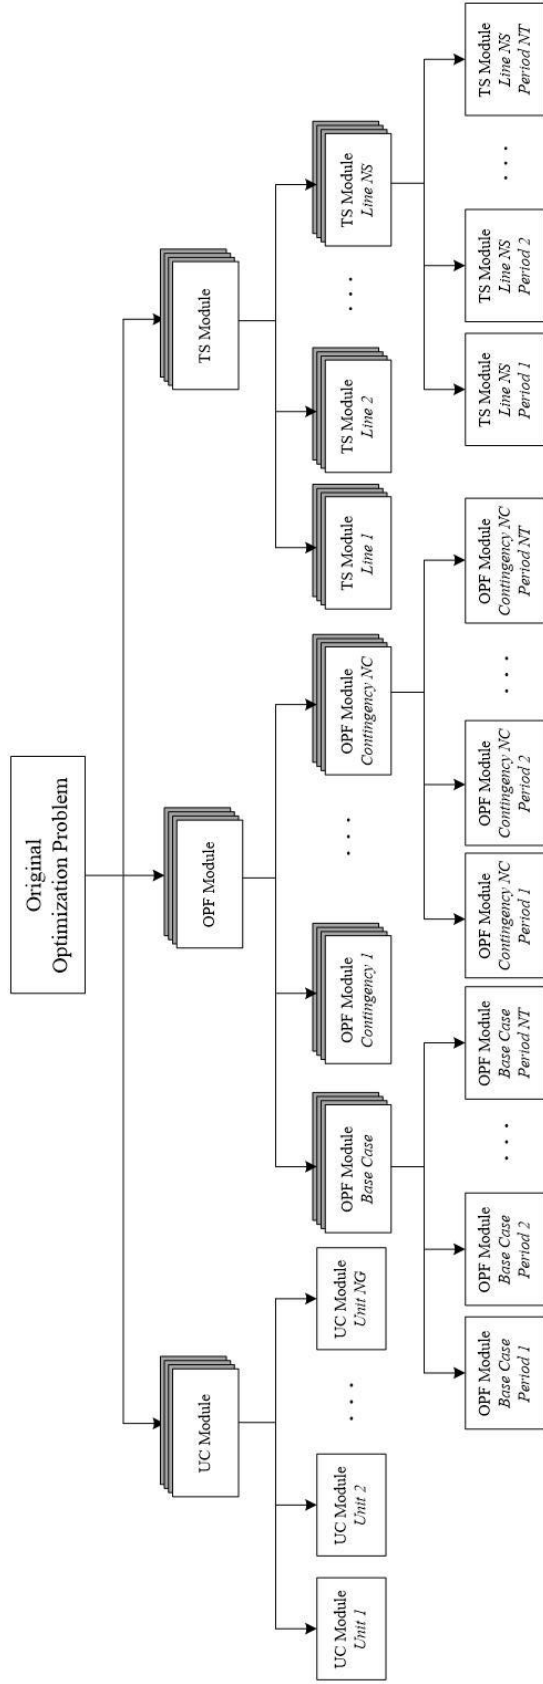 Original
Optimization Problem
UC Module
OPF Module
TS Module
UC Module
Unit 1
UC Module
Unit 2
. . .
UC Module
Unit NG
OPF Module
Base Case
OPF Module
Contingency 1
. . .
OPF Module
Contingency NC
TS Module
Line 1
TS Module
Line 2
. . .
TS Module
Line NS
OPF Module
Base Case
Period 1
OPF Module
Base Case
Period 2
. . .
OPF Module
Base Case
Period NT
OPF Module
Contingency NC
Period 1
OPF Module
Contingency NC
Period 2
. . .
OPF Module
Contingency NC
Period NT
TS Module
Line NS
Period 1
TS Module
Line NS
Period 2
. . .
TS Module
Line NS
Period NT